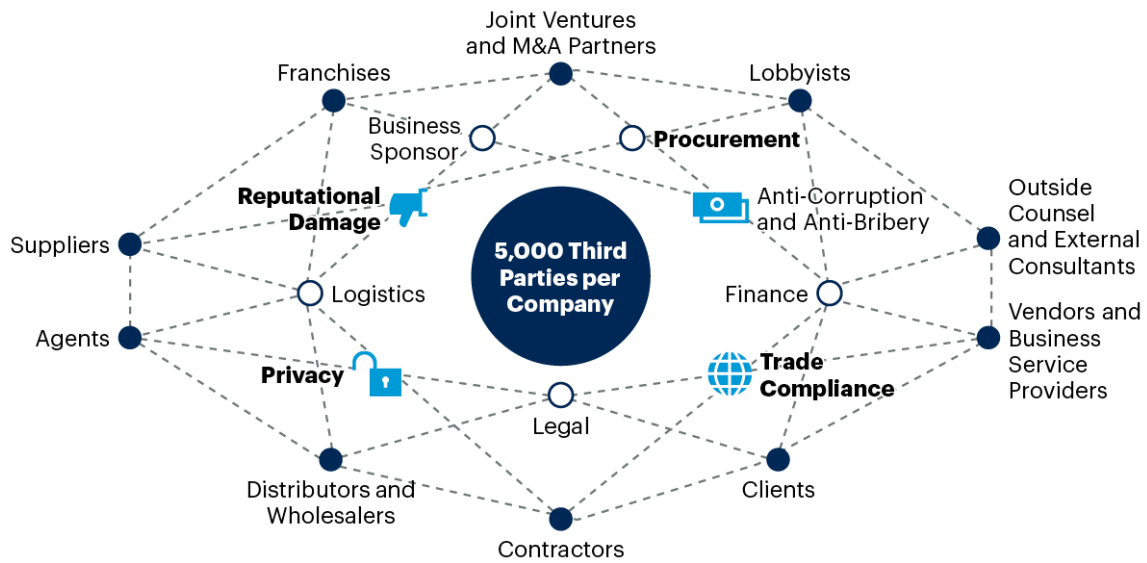 Joint Ventures
and M&A Partners
Franchises
Lobbyists
Business
Sponsor
Procurement
Reputational
Damage
Anti-Corruption
and Anti-Bribery
Outside
Counsel
and External
Consultants
Suppliers
5,000 Third
Parties per
Company
Logistics
Finance
Agents
Vendors and
Business
Service
Providers
Privacy
Trade
Compliance
Legal
Distributors and
Wholesalers
Clients
Contractors